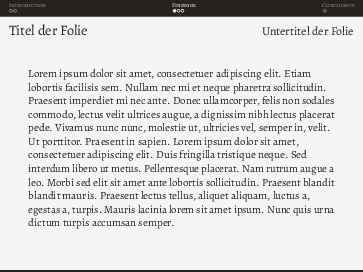 Introduction Findings Conclusion
Titel der Folie Untertitel der Folie
Lorem ipsum dolor sit amet, consectetuer adipiscing elit. Etiam
lobortis facilisis sem. Nullam nec mi et neque pharetra sollicitudin.
Praesent imperdiet mi nec ante. Donec ullamcorper, felis non sodales
commodo, lectus velit ultrices augue, a dignissim nibh lectus placerat
pede. Vivamus nunc nunc, molestie ut, ultricies vel, semper in, velit.
Ut porttitor. Praesent in sapien. Lorem ipsum dolor sit amet,
consectetuer adipiscing elit. Duis fringilla tristique neque. Sed
interdum libero ut metus. Pellentesque placerat. Nam rutrum augue a
leo. Morbi sed elit sit amet ante lobortis sollicitudin. Praesent blandit
blandit mauris. Praesent lectus tellus, aliquet aliquam, luctus a,
egestas a, turpis. Mauris lacinia lorem sit amet ipsum. Nunc quis urna
dictum turpis accumsan semper.